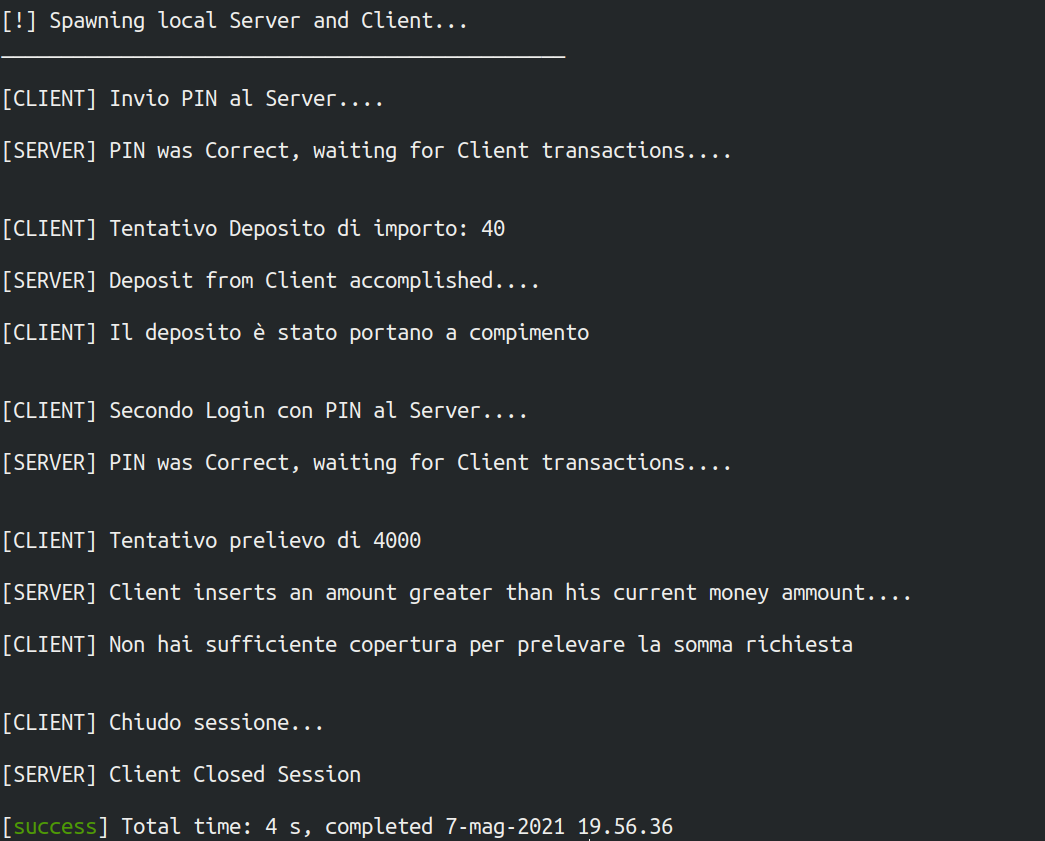 [!] Spawning local Server and Client...
[CLIENT] Invio PIN al Server....
[SERVER] PIN was Correct, waiting for Client transactions....
[CLIENT] Tentativo Deposito di importo: 40
[SERVER] Deposit from Client accomplished....
[CLIENT] Il deposito è stato portano a compimento
[CLIENT] Secondo Login con PIN al Server....
[SERVER] PIN was Correct, waiting for Client transactions....
[CLIENT] Tentativo prelievo di 4000
[SERVER] Client inserts an amount greater than his current money ammount....
[CLIENT] Non hai sufficiente copertura per prelevare la somma richiesta
[CLIENT] Chiudo sessione...
[SERVER] Client Closed Session
[success] Total time: 4 s, completed 7-mag-2021 19.56.36